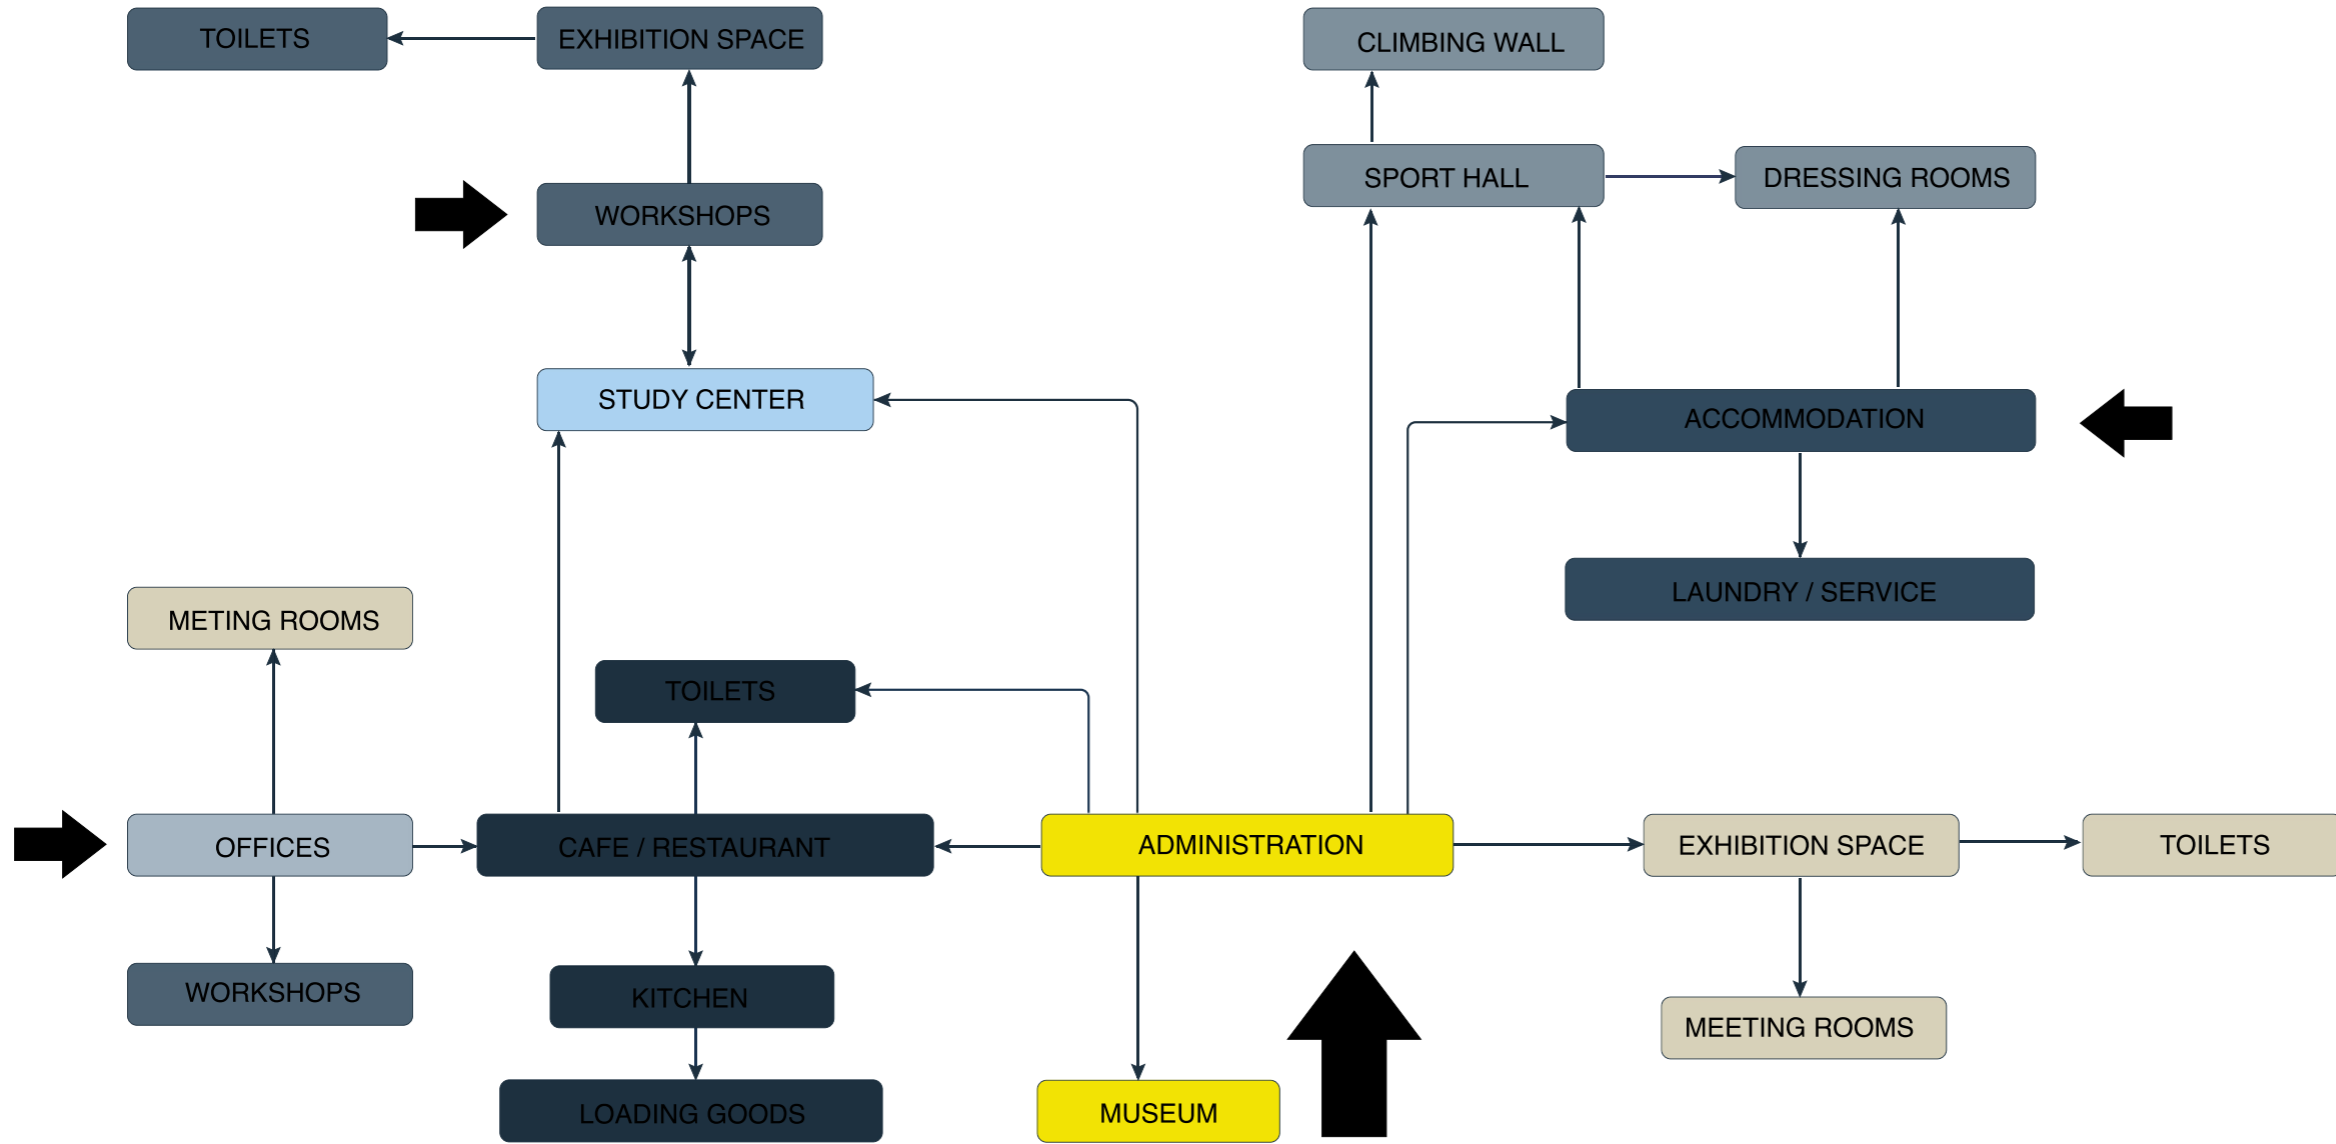 TOILETS
EXHIBITION SPACE
CLIMBING WALL
SPORT HALL
DRESSING ROOMS
WORKSHOPS
STUDY CENTER
ACCOMMODATION
LAUNDRY / SERVICE
METING ROOMS
TOILETS
OFFICES
CAFE / RESTAURANT
ADMINISTRATION
EXHIBITION SPACE
TOILETS
WORKSHOPS
KITCHEN
MEETING ROOMS
LOADING GOODS
MUSEUM